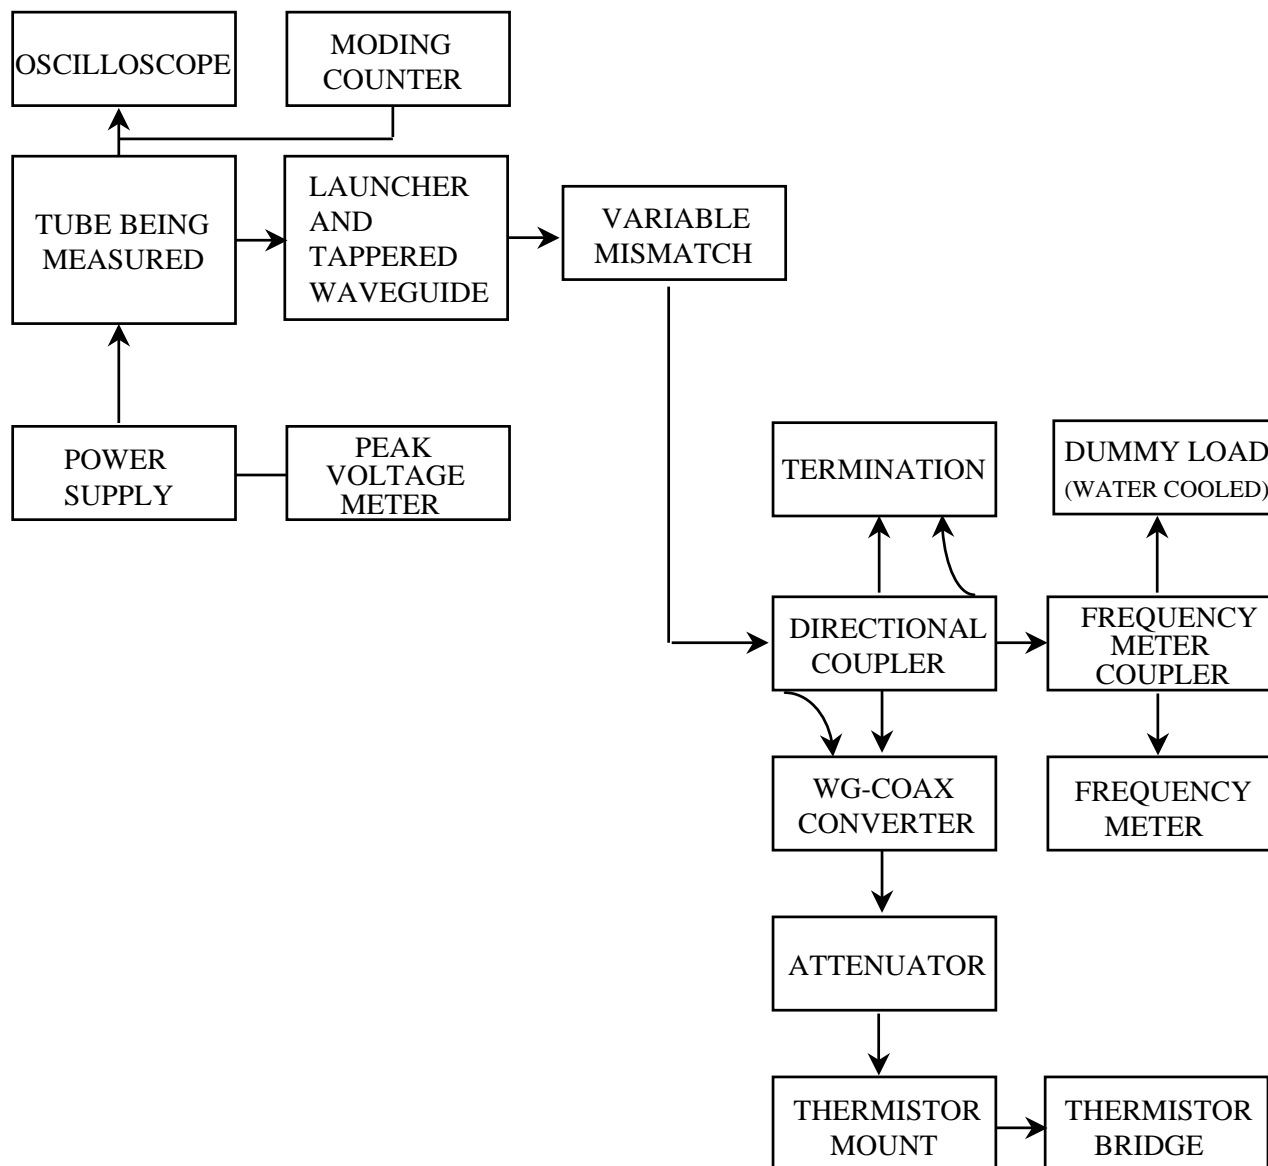 OSCILLOSCOPE
MODING
COUNTER
TUBE BEING
MEASURED
LAUNCHER
AND
TAPPERED
WAVEGUIDE
VARIABLE
MISMATCH
POWER
SUPPLY
PEAK
VOLTAGE
METER
TERMINATION
DUMMY LOAD
(WATER COOLED)
DIRECTIONAL
COUPLER
FREQUENCY
METER
COUPLER
WG-COAX
CONVERTER
FREQUENCY
METER
ATTENUATOR
THERMISTOR
MOUNT
THERMISTOR
BRIDGE